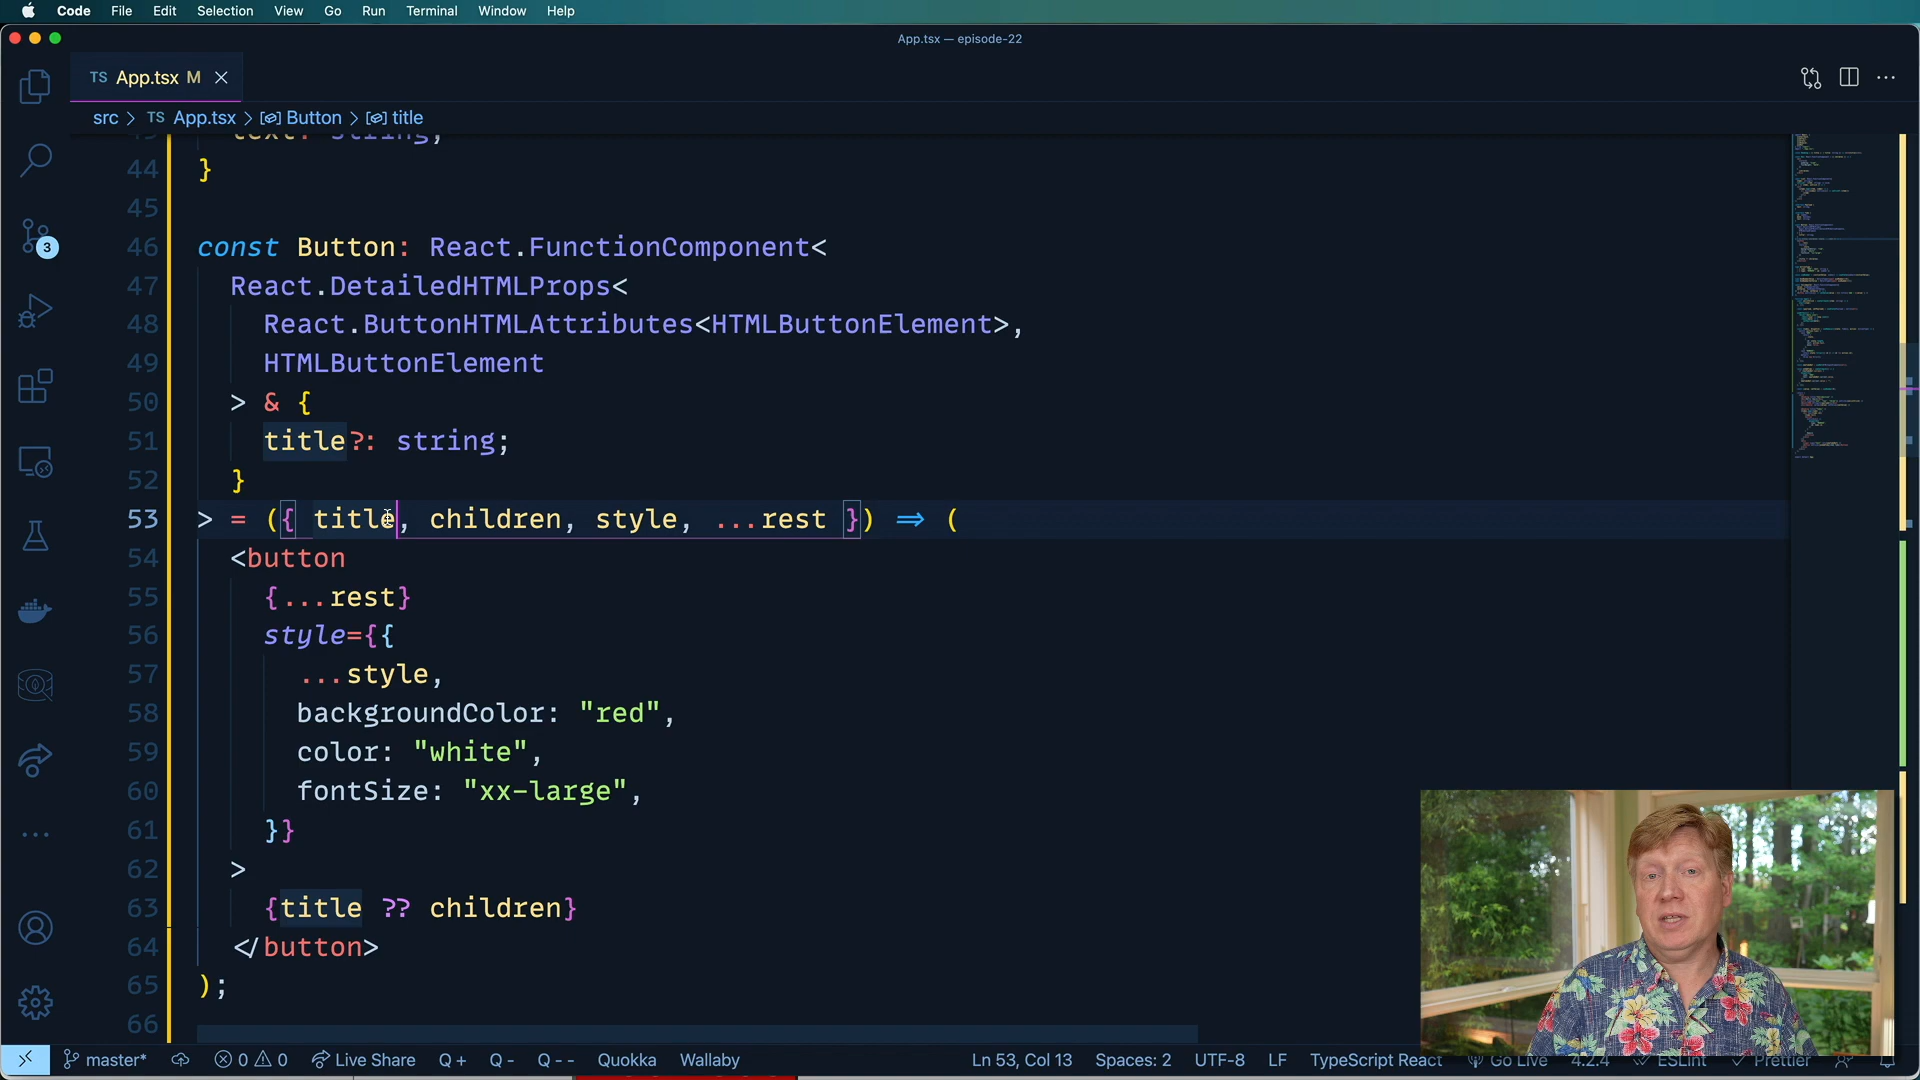 Code File Edit Selection View Go Run Terminal Window Help
App.tsx — episode-22
TS App.tsx M
src > TS App.tsx > Button > title
text: string;
44 }
45
46 const Button: React.FunctionComponent<
47 React.DetailedHTMLProps<
48 React.ButtonHTMLAttributes<HTMLButtonElement>,
49 HTMLButtonElement
50 > & {
51 title?: string;
52 }
53 > = ({ title, children, style, ...rest }) => (
54 <button
55 {...rest}
56 style={{
57 ...style,
58 backgroundColor: "red",
59 color: "white",
60 fontSize: "xx-large",
61 }}
62 >
63 {title ?? children}
64 </button>
65 );
66
3
master* 0 0 Live Share Q + Q - Q -- Quokka Wallaby Ln 53, Col 13 Spaces: 2 UTF-8 LF TypeScript React Go Live 4.2.4 ESLint Prettier